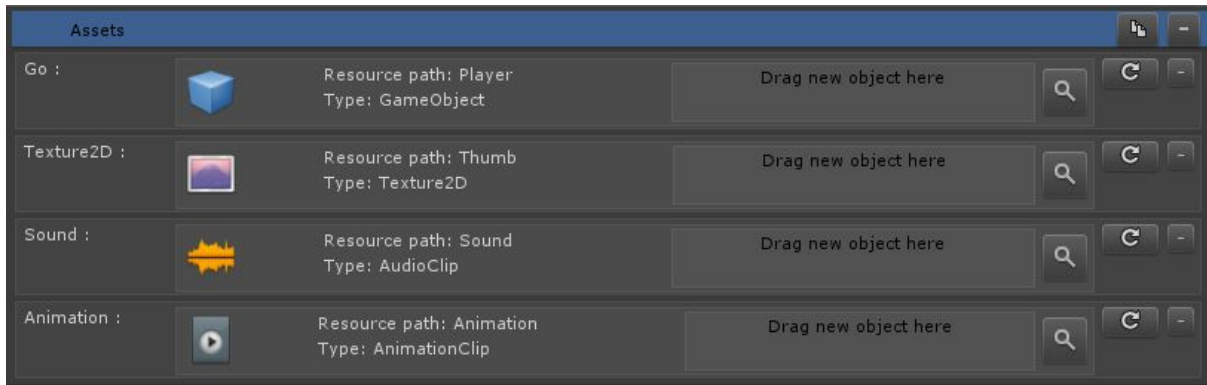 Assets
Go :
Resource path: Player
Type: GameObject
Drag new object here
Texture2D :
Resource path: Thumb
Type: Texture2D
Drag new object here
Sound :
Resource path: Sound
Type: AudioClip
Drag new object here
Animation :
Resource path: Animation
Type: AnimationClip
Drag new object here